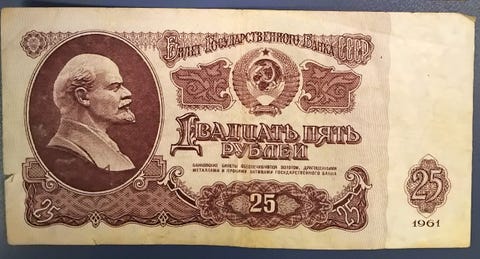 Билет Государственного Банка СССР
Двадцать пять
рублей
БАНКОВСКИЕ БИЛЕТЫ ОБЕСПЕЧИВАЮТСЯ ЗОЛОТОМ, ДРАГОЦЕННЫМИ
МЕТАЛЛАМИ И ПРОЧИМИ АКТИВАМИ ГОСУДАРСТВЕННОГО БАНКА
25
25
25
25
1961